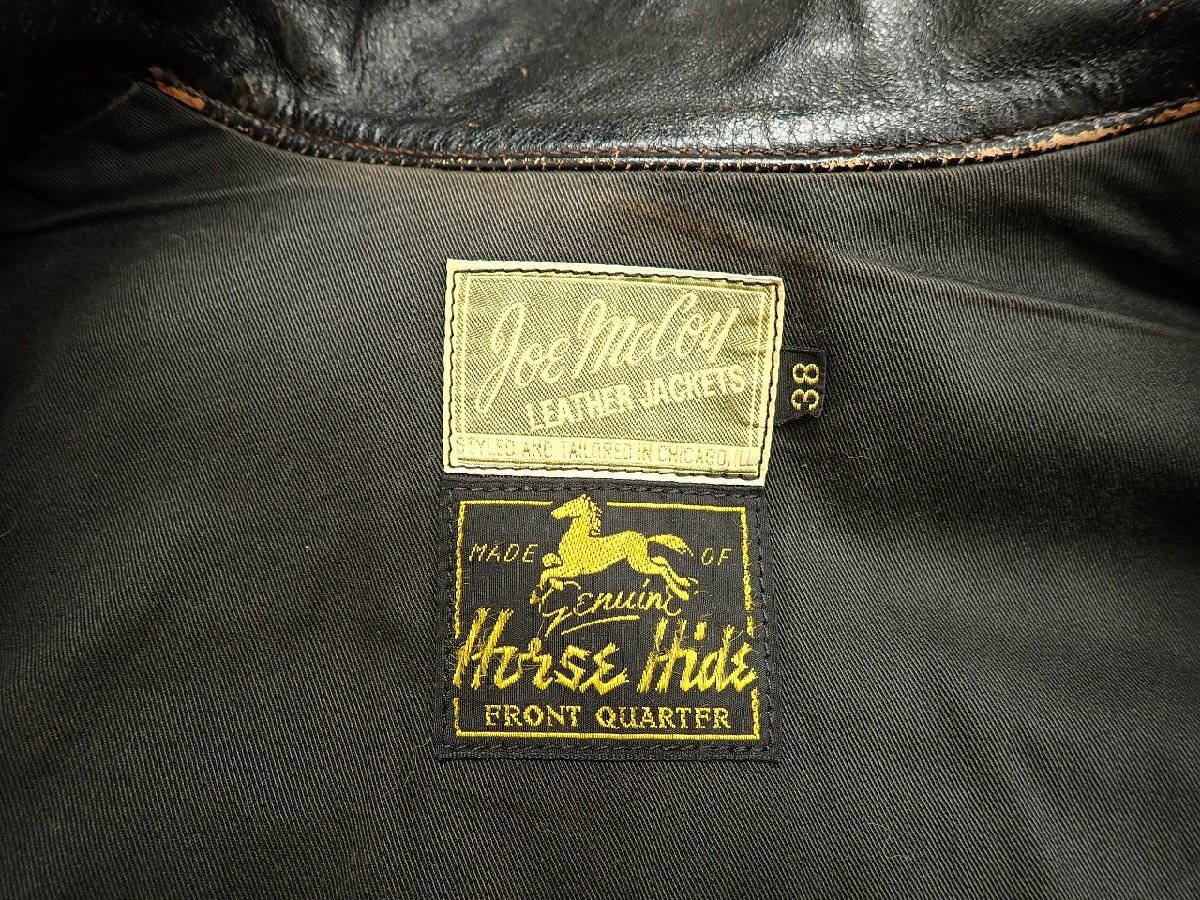 Joe McCoy
LEATHER JACKETS
STYLED AND TAILORED IN CHICAGO, ILL
38
MADE OF
Genuine
Horse Hide
FRONT QUARTER